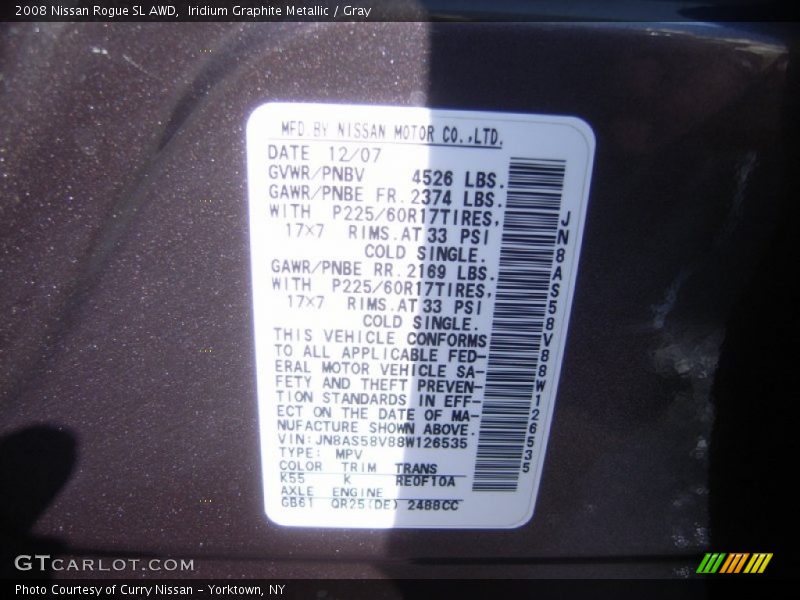 2008 Nissan Rogue SL AWD, Iridium Graphite Metallic / Gray
MFD.BY NISSAN MOTOR CO.,LTD.
DATE 12/07
GVWR/PNBV 4526 LBS.
GAWR/PNBE FR. 2374 LBS.
WITH P225/60R17TIRES,
17×7 RIMS.AT 33 PSI
COLD SINGLE.
GAWR/PNBE RR. 2169 LBS.
WITH P225/60R17TIRES,
17×7 RIMS.AT 33 PSI
COLD SINGLE.
THIS VEHICLE CONFORMS
TO ALL APPLICABLE FED-
ERAL MOTOR VEHICLE SA-
FETY AND THEFT PREVEN-
TION STANDARDS IN EFF-
ECT ON THE DATE OF MA-
NUFACTURE SHOWN ABOVE.
VIN:JN8AS58V88W126535
TYPE: MPV
COLOR TRIM TRANS
K55 K RE0F10A
AXLE ENGINE
GB61 QR25(DE) 2488CC
JN8AS58V88W126535
GTCARLOT.COM
Photo Courtesy of Curry Nissan – Yorktown, NY